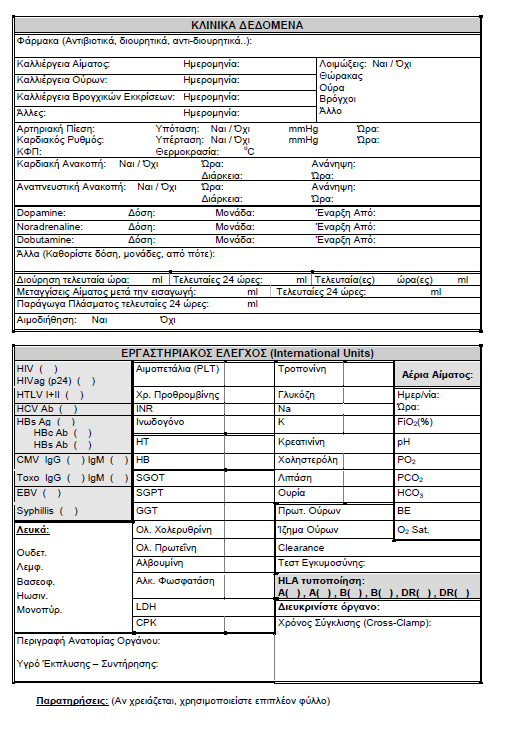 ΚΛΙΝΙΚΑ ΔΕΔΟΜΕΝΑ
Φάρμακα (Αντιβιοτικά, διουρητικά, αντι-διουρητικά..):
Καλλιέργεια Αίματος: Ημερομηνία:
Καλλιέργεια Ούρων: Ημερομηνία:
Καλλιέργεια Βρογχικών Εκκρίσεων: Ημερομηνία:
Άλλες: Ημερομηνία:
Λοιμώξεις: Ναι / Όχι
Θώρακας
Ούρα
Βρόγχοι
Άλλο
Αρτηριακή Πίεση: Υπόταση: Ναι / Όχι mmHg Ώρα:
Καρδιακός Ρυθμός: Υπέρταση: Ναι / Όχι mmHg Ώρα:
ΚΦΠ: Θερμοκρασία: °C
Καρδιακή Ανακοπή: Ναι / Όχι Ώρα: Ανάνηψη:
Διάρκεια: Ώρα:
Αναπνευστική Ανακοπή: Ναι / Όχι Ώρα: Ανάνηψη:
Διάρκεια: Ώρα:
Dopamine: Δόση: Μονάδα: Έναρξη Από:
Noradrenaline: Δόση: Μονάδα: Έναρξη Από:
Dobutamine: Δόση: Μονάδα: Έναρξη Από:
Άλλα (Καθορίστε δόση, μονάδες, από πότε):
Διούρηση τελευταία ώρα: ml Τελευταίες 24 ώρες: ml Τελευταία(ες) ώρα(ες) ml
Μεταγγίσεις Αίματος μετά την εισαγωγή: ml Τελευταίες 24 ώρες: ml
Παράγωγα Πλάσματος τελευταίες 24 ώρες: ml
Αιμοδιήθηση: Ναι Όχι
ΕΡΓΑΣΤΗΡΙΑΚΟΣ ΕΛΕΓΧΟΣ (International Units)
HIV ( ) Αιμοπετάλια (PLT) Τροπονίνη Αέρια Αίματος:
HIVag (p24) ( )
HTLV I+II ( ) Χρ. Προθρομβίνης Γλυκόζη Ημερ/νία:
HCV Ab ( ) INR Na Ώρα:
HBs Ag ( ) Ινωδογόνο K FiO2(%)
HBc Ab ( )
HBs Ab ( ) HT Κρεατινίνη pH
CMV IgG ( ) IgM ( ) HB Χοληστερόλη PO2
Toxo IgG ( ) IgM ( ) SGOT Λιπάση PCO2
EBV ( ) SGPT Ουρία HCO3
Syphillis ( ) GGT Πρωτ. Ούρων BE
Λευκά: Ολ. Χολερυθρίνη Ίζημα Ούρων O2 Sat.
Ουδετ. Ολ. Πρωτεΐνη Clearance
Λεμφ. Αλβουμίνη Τεστ Εγκυμοσύνης:
Βασεοφ. Αλκ. Φωσφατάση HLA τυποποίηση:
Ηωσιν. A( ) , A( ) , B( ) , B( ) , DR( ) , DR( )
Μονοπύρ. LDH Διευκρινίστε όργανο:
CPK Χρόνος Σύγκλισης (Cross-Clamp):
Περιγραφή Ανατομίας Οργάνου:
Υγρό Έκπλυσης – Συντήρησης:
Παρατηρήσεις: (Αν χρειάζεται, χρησιμοποιείστε επιπλέον φύλλο)